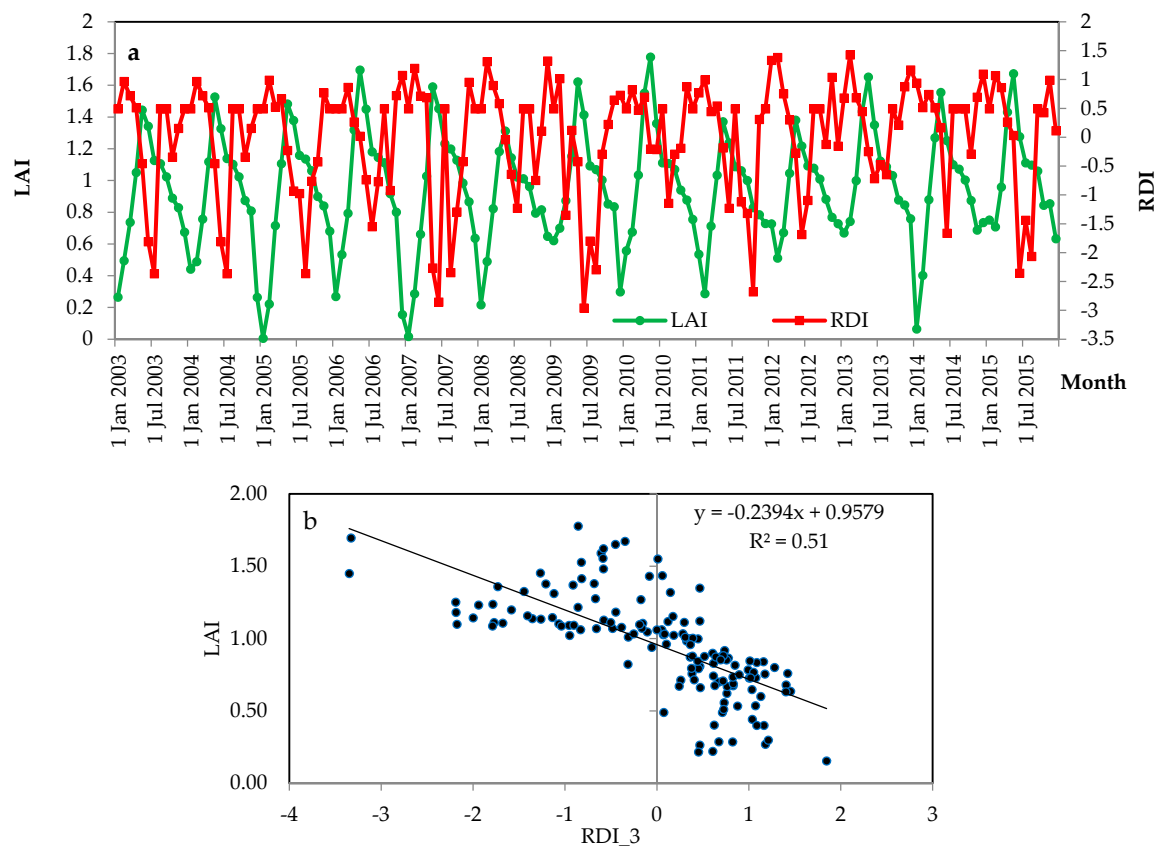 a
LAI
2
1.8
1.6
1.4
1.2
1
0.8
0.6
0.4
0.2
0
RDI
2
1.5
1
0.5
0
-0.5
-1
-1.5
-2
-2.5
-3
-3.5
LAI
RDI
1 Jan 2003
1 Jul 2003
1 Jan 2004
1 Jul 2004
1 Jan 2005
1 Jul 2005
1 Jan 2006
1 Jul 2006
1 Jan 2007
1 Jul 2007
1 Jan 2008
1 Jul 2008
1 Jan 2009
1 Jul 2009
1 Jan 2010
1 Jul 2010
1 Jan 2011
1 Jul 2011
1 Jan 2012
1 Jul 2012
1 Jan 2013
1 Jul 2013
1 Jan 2014
1 Jul 2014
1 Jan 2015
1 Jul 2015
Month
b
y = -0.2394x + 0.9579
R² = 0.51
LAI
2.00
1.50
1.00
0.50
0.00
-4
-3
-2
-1
0
1
2
3
RDI_3